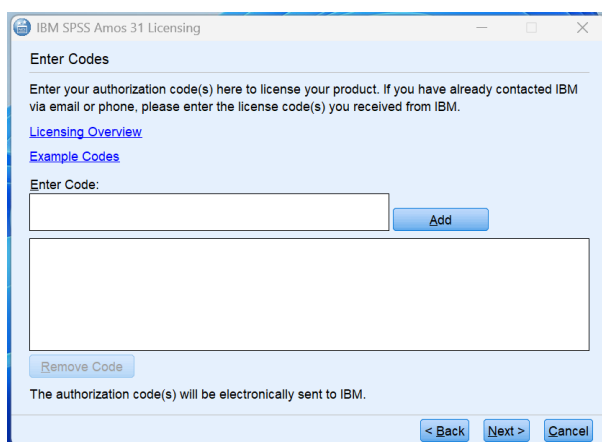 IBM SPSS Amos 31 Licensing
Enter Codes
Enter your authorization code(s) here to license your product. If you have already contacted IBM
via email or phone, please enter the license code(s) you received from IBM.
Licensing Overview
Example Codes
Enter Code:
Add
Remove Code
The authorization code(s) will be electronically sent to IBM.
< Back Next > Cancel